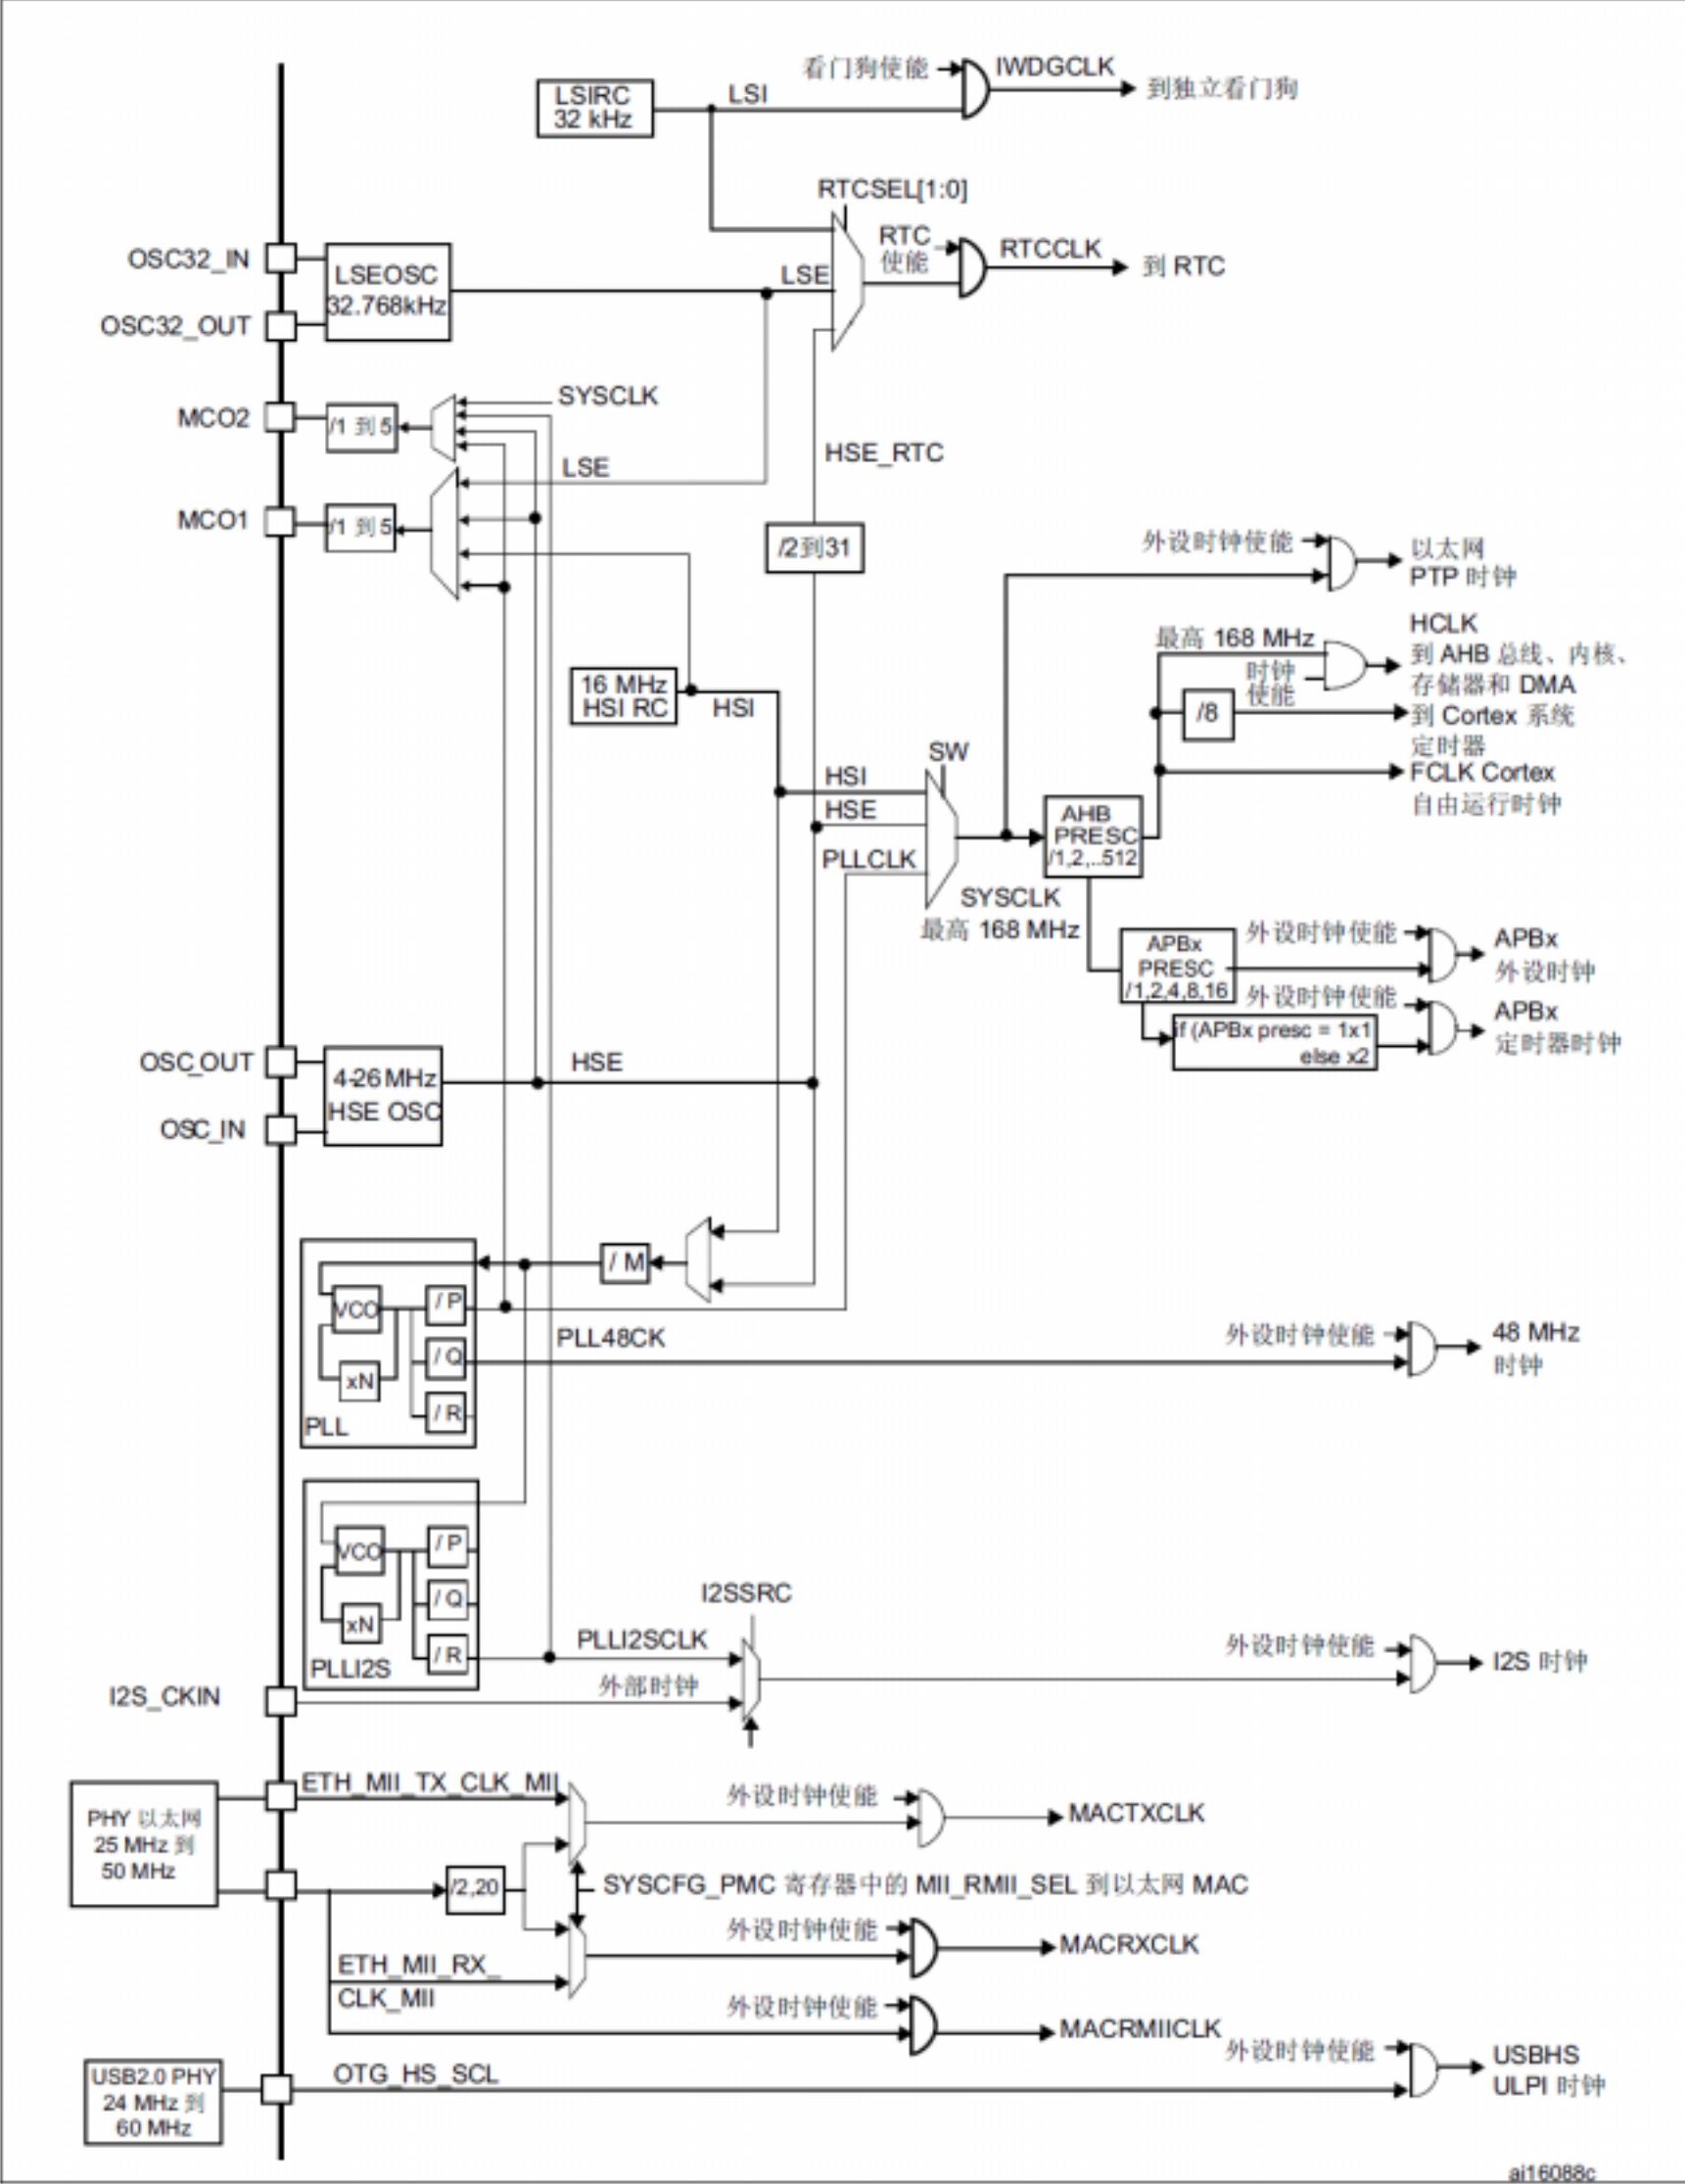 看门狗使能
IWDGCLK
到独立看门狗
LSIRC
32 kHz
LSI
RTCSEL[1:0]
OSC32_IN
LSEOSC
32.768kHz
OSC32_OUT
LSE
RTC
使能
RTCCLK
到 RTC
MCO2
/1 到 5
SYSCLK
LSE
HSE_RTC
MCO1
/1 到 5
/2到31
外设时钟使能
以太网
PTP 时钟
16 MHz
HSI RC
HSI
最高 168 MHz
时钟
使能
/8
HCLK
到 AHB 总线、内核、
存储器和 DMA
到 Cortex 系统
定时器
FCLK Cortex
自由运行时钟
SW
HSI
HSE
PLLCLK
SYSCLK
最高 168 MHz
AHB
PRESC
/1,2,..512
APBx
PRESC
/1,2,4,8,16
外设时钟使能
APBx
外设时钟
外设时钟使能
APBx
定时器时钟
if (APBx presc = 1x1
else x2
OSC_OUT
4-26 MHz
HSE OSC
OSC_IN
HSE
/ M
VCO
/ P
xN
/ Q
/ R
PLL
PLL48CK
外设时钟使能
48 MHz
时钟
VCO
/ P
xN
/ Q
/ R
PLLI2S
I2SSRC
PLLI2SCLK
外部时钟
I2S_CKIN
外设时钟使能
I2S 时钟
PHY 以太网
25 MHz 到
50 MHz
ETH_MII_TX_CLK_MII
外设时钟使能
MACTXCLK
/2,20
SYSCFG_PMC 寄存器中的 MII_RMII_SEL 到以太网 MAC
外设时钟使能
MACRXCLK
ETH_MII_RX_
CLK_MII
外设时钟使能
MACRMIICLK
USB2.0 PHY
24 MHz 到
60 MHz
OTG_HS_SCL
外设时钟使能
USBHS
ULPI 时钟
ai16088c